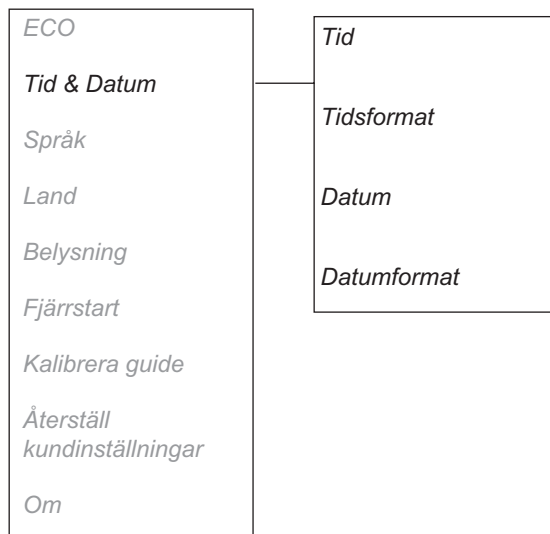 ECO
Tid & Datum
Språk
Land
Belysning
Fjärrstart
Kalibrera guide
Återställ
kundinställningar
Om
Tid
Tidsformat
Datum
Datumformat